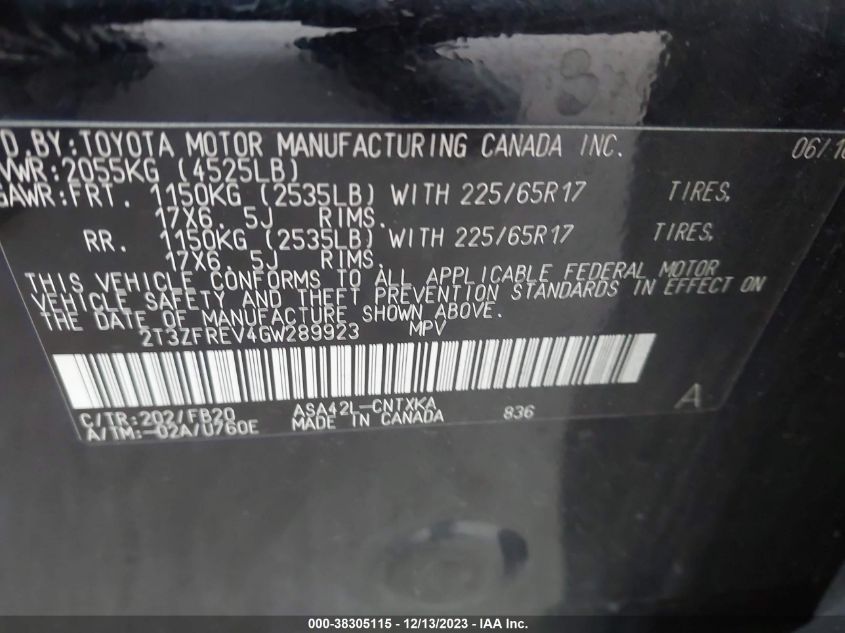 D BY:TOYOTA MOTOR MANUFACTURING CANADA INC. 06/16
VWR:2055KG (4525LB)
GAWR:FRT. 1150KG (2535LB) WITH 225/65R17 TIRES,
17X6.5J RIMS.
RR. 1150KG (2535LB) WITH 225/65R17 TIRES,
17X6.5J RIMS.
THIS VEHICLE CONFORMS TO ALL APPLICABLE FEDERAL MOTOR
VEHICLE SAFETY AND THEFT PREVENTION STANDARDS IN EFFECT ON
THE DATE OF MANUFACTURE SHOWN ABOVE.
2T3ZFREV4GW289923 MPV
C/TR:202/FB20 ASA42L-CNTXKA 836 A
A/TM:-02A/U760E MADE IN CANADA
000-38305115 - 12/13/2023 - IAA Inc.